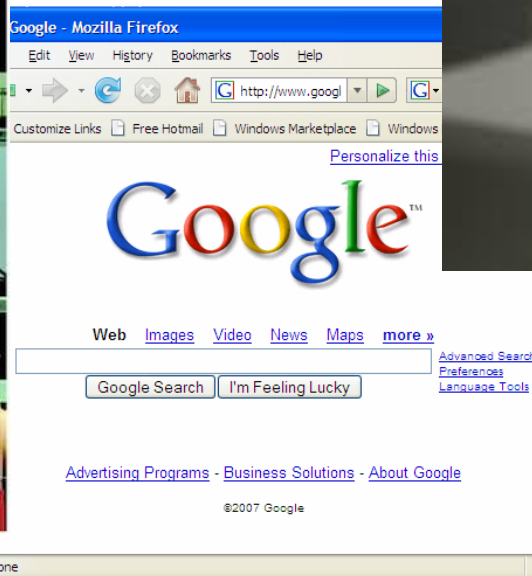 Google - Mozilla Firefox
Edit View History Bookmarks Tools Help
G http://www.googl G
Customize Links Free Hotmail Windows Marketplace Windows
Personalize this
Google™
Web Images Video News Maps more »
Advanced Search
Preferences
Language Tools
Google Search I'm Feeling Lucky
Advertising Programs - Business Solutions - About Google
©2007 Google
one